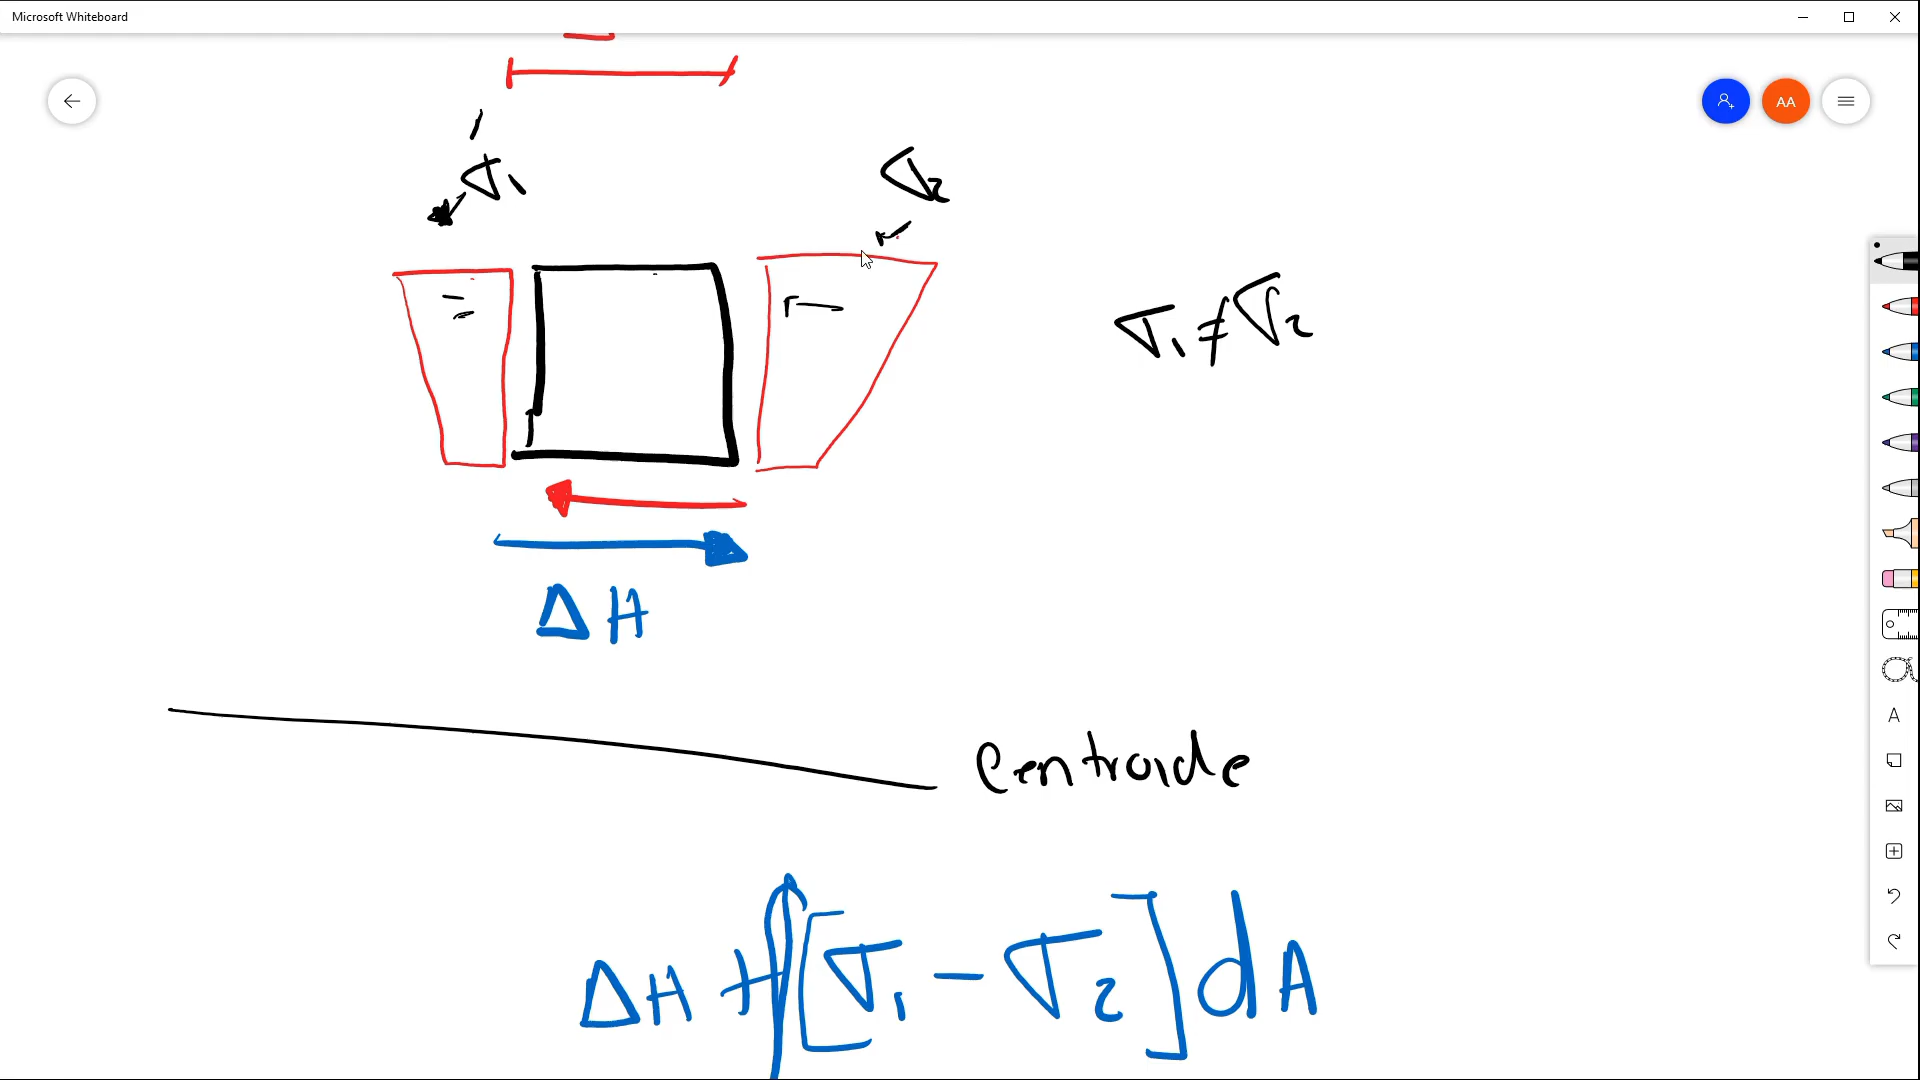 Microsoft Whiteboard
AA
σ₁
σ₂
σ₁ ≠ σ₂
ΔH
Centroide
ΔH + ∫[σ₁ - σ₂] dA
A